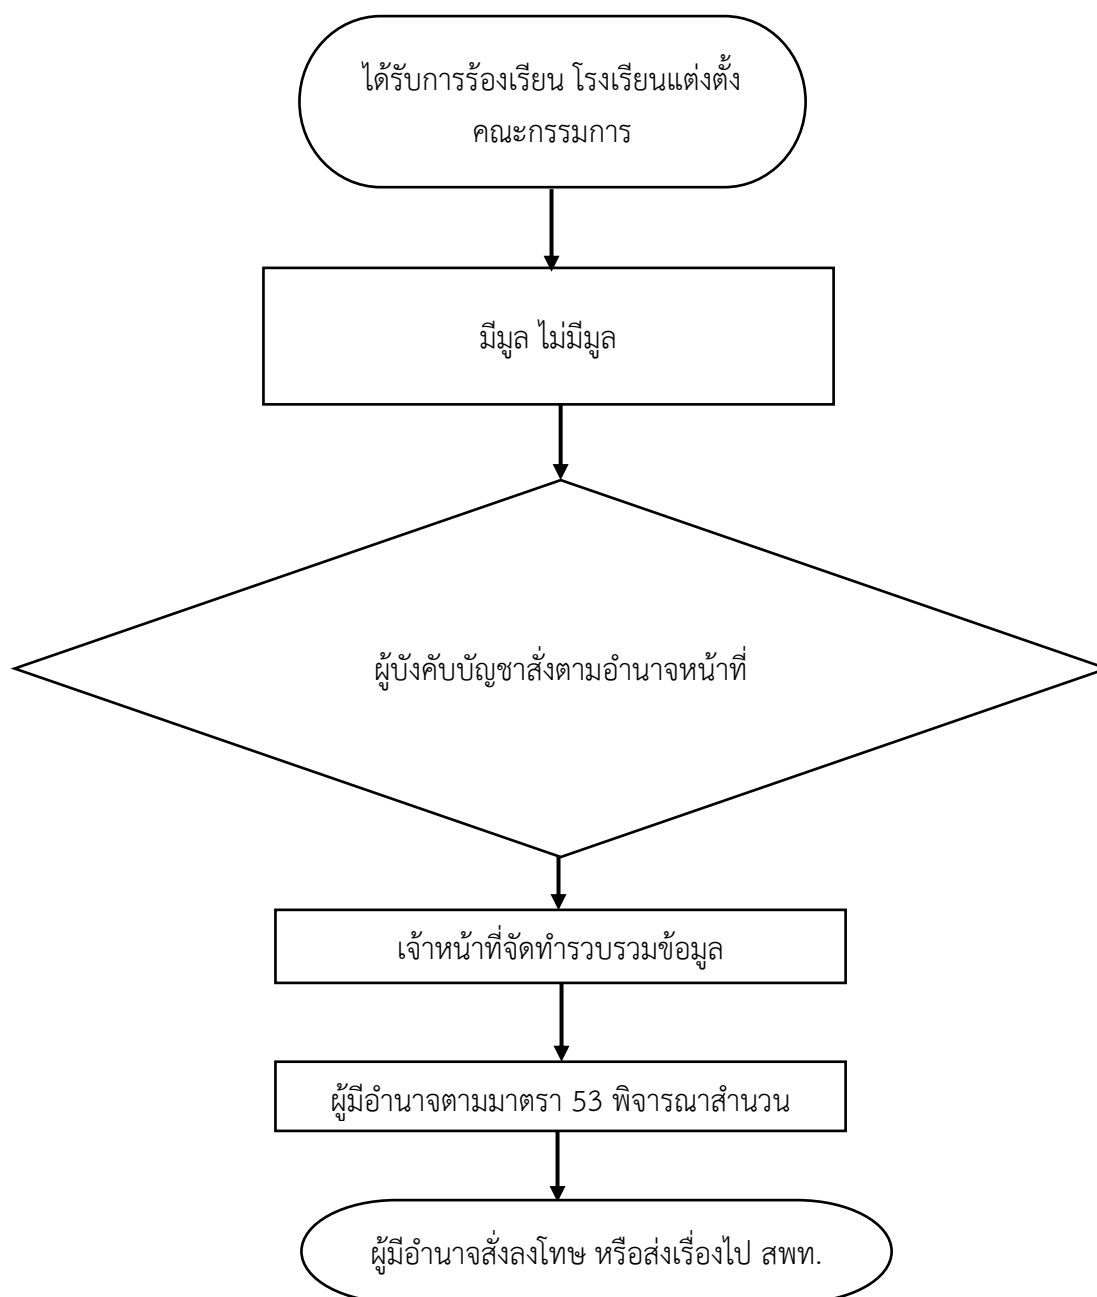 ได้รับการร้องเรียน โรงเรียนแต่งตั้ง
คณะกรรมการ
มีมูล ไม่มีมูล
ผู้บังคับบัญชาสั่งตามอำนาจหน้าที่
เจ้าหน้าที่จัดทำรวบรวมข้อมูล
ผู้มีอำนาจตามมาตรา 53 พิจารณาสำนวน
ผู้มีอำนาจสั่งลงโทษ หรือส่งเรื่องไป สพท.